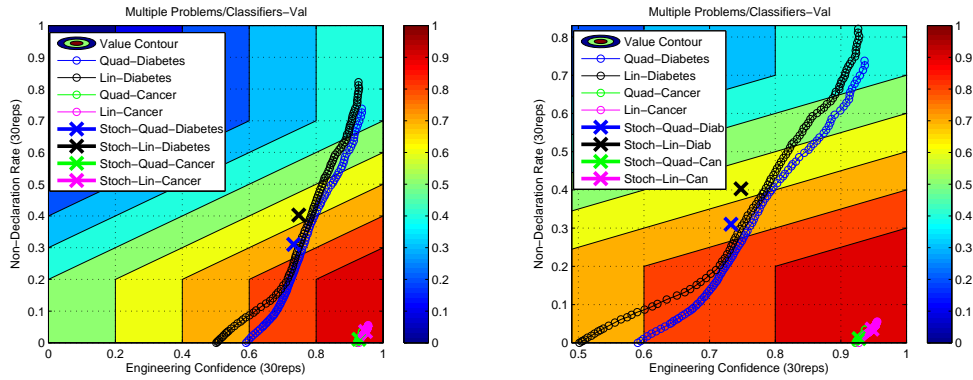 Multiple Problems/Classifiers−Val
Non−Declaration Rate (30reps)
1
0.9
0.8
0.7
0.6
0.5
0.4
0.3
0.2
0.1
0
Value Contour
Quad−Diabetes
Lin−Diabetes
Quad−Cancer
Lin−Cancer
Stoch−Quad−Diabetes
Stoch−Lin−Diabetes
Stoch−Quad−Cancer
Stoch−Lin−Cancer
0 0.2 0.4 0.6 0.8 1
Engineering Confidence (30reps)
1
0.9
0.8
0.7
0.6
0.5
0.4
0.3
0.2
0.1
0
Multiple Problems/Classifiers−Val
Non−Declaration Rate (30reps)
0.8
0.7
0.6
0.5
0.4
0.3
0.2
0.1
0
Value Contour
Quad−Diabetes
Lin−Diabetes
Quad−Cancer
Lin−Cancer
Stoch−Quad−Diab
Stoch−Lin−Diab
Stoch−Quad−Can
Stoch−Lin−Can
0.5 0.6 0.7 0.8 0.9 1
Engineering Confidence (30reps)
1
0.9
0.8
0.7
0.6
0.5
0.4
0.3
0.2
0.1
0